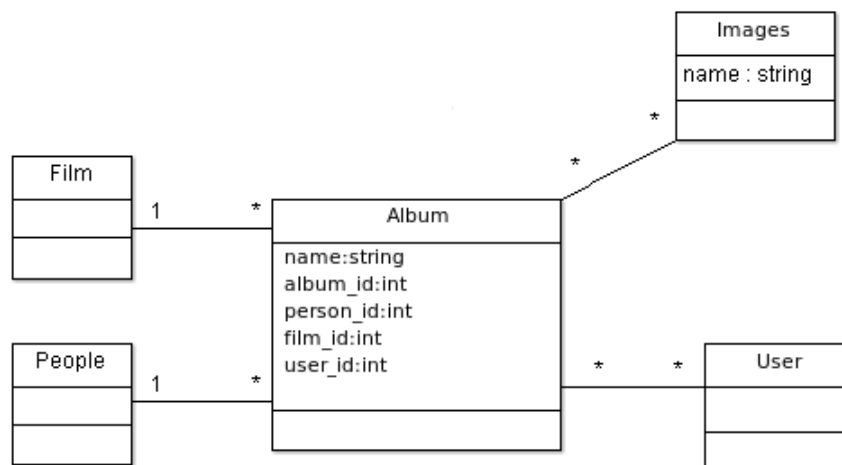 Images
name : string
*
*
Film
1
*
Album
name:string
album_id:int
person_id:int
film_id:int
user_id:int
People
1
*
*
*
User